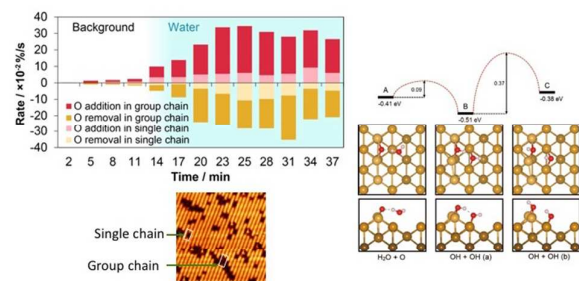 Background
Water
Rate / ×10⁻² %/s
40
30
20
10
0
-10
-20
-30
-40
O addition in group chain
O removal in group chain
O addition in single chain
O removal in single chain
2 5 8 11 14 17 20 23 25 28 31 34 37
Time / min
Single chain
Group chain
A
-0.41 eV
0.09
B
-0.51 eV
0.37
C
-0.38 eV
H₂O + O
OH + OH (a)
OH + OH (b)